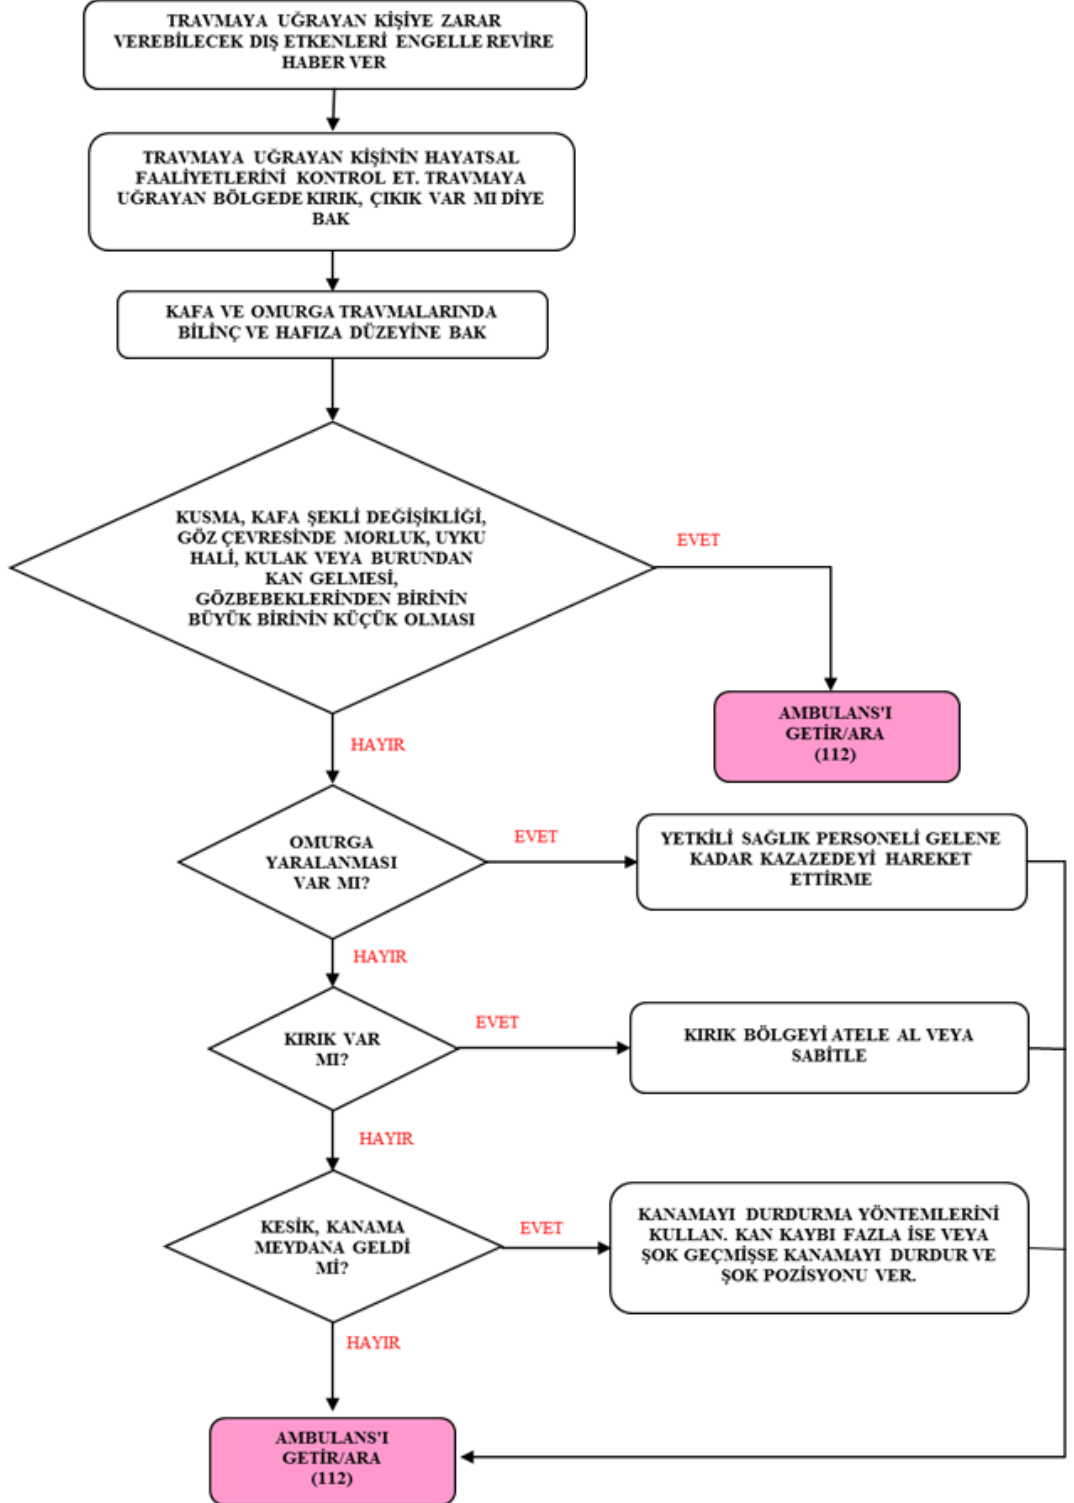 TRAVMAYA UĞRAYAN KİŞİYE ZARAR
VEREBİLECEK DIŞ ETKENLERİ ENGELLE REVİRE
HABER VER
TRAVMAYA UĞRAYAN KİŞİNİN HAYATSAL
FAALİYETLERİNİ KONTROL ET. TRAVMAYA
UĞRAYAN BÖLGEDE KIRIK, ÇIKIK VAR MI DİYE
BAK
KAFA VE OMURGA TRAVMALARINDA
BİLİNÇ VE HAFIZA DÜZEYİNE BAK
KUSMA, KAFA ŞEKLİ DEĞİŞİKLİĞİ,
GÖZ ÇEVRESİNDE MORLUK, UYKU
HALİ, KULAK VEYA BURUNDAN
KAN GELMESİ,
GÖZBEBEKLERİNDEN BİRİNİN
BÜYÜK BİRİNİN KÜÇÜK OLMASI
EVET
AMBULANS'I
GETİR/ARA
(112)
HAYIR
OMURGA
YARALANMASI
VAR MI?
EVET
YETKİLİ SAĞLIK PERSONELİ GELENE
KADAR KAZAZEDEYİ HAREKET
ETTİRME
HAYIR
KIRIK VAR
MI?
EVET
KIRIK BÖLGEYİ ATELE AL VEYA
SABİTLE
HAYIR
KESİK, KANAMA
MEYDANA GELDİ
Mİ?
EVET
KANAMAYI DURDURMA YÖNTEMLERİNİ
KULLAN. KAN KAYBI FAZLA İSE VEYA
ŞOK GEÇMİŞSE KANAMAYI DURDUR VE
ŞOK POZİSYONU VER.
HAYIR
AMBULANS'I
GETİR/ARA
(112)